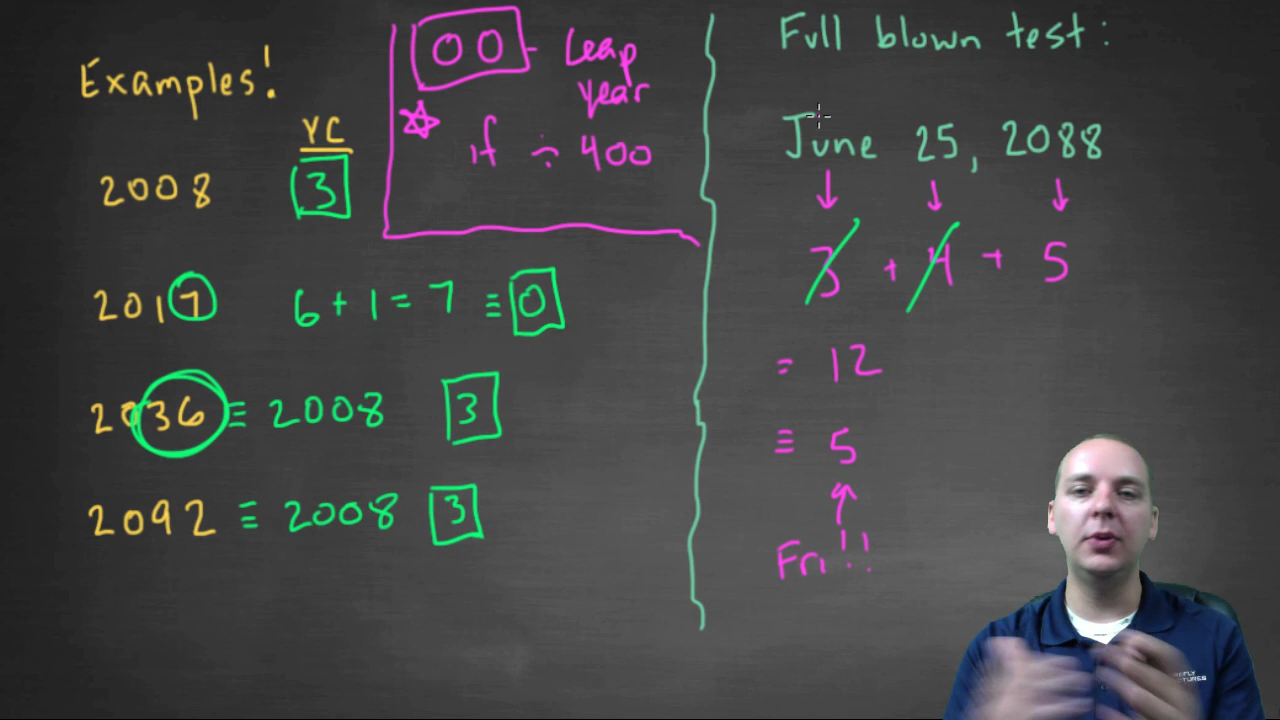 Examples!
YC
2008 3
2017 6 + 1 = 7 ≡ 0
2036 ≡ 2008 3
2092 ≡ 2008 3
00 - Leap
year
if ÷ 400
Full blown test:
June 25, 2088
3 + 4 + 5
= 12
≡ 5
Fri!!